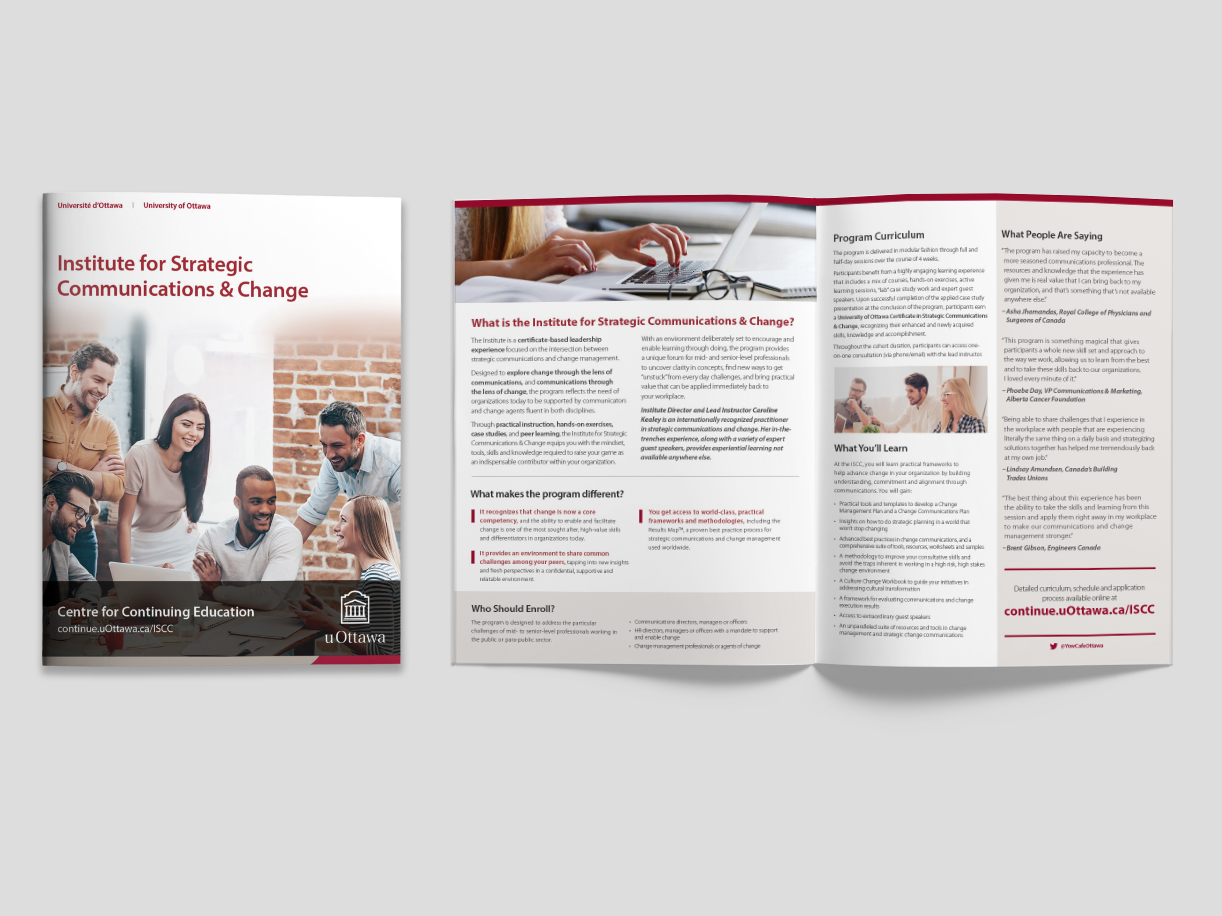 Université d'Ottawa | University of Ottawa
Institute for Strategic
Communications & Change
Centre for Continuing Education
continue.uOttawa.ca/ISCC
uOttawa
What is the Institute for Strategic Communications & Change?
The Institute is a certificate-based leadership
experience focused on the intersection between
strategic communications and change management.
Designed to explore change through the lens of
communications, and communications through
the lens of change, the program reflects the need of
organizations today to be supported by communicators
and change agents fluent in both disciplines.
Through practical instruction, hands-on exercises,
case studies, and peer learning, the Institute for Strategic
Communications & Change equips you with the mindset,
tools, skills and knowledge required to raise your game as
an indispensable contributor within your organization.
With an environment deliberately set to encourage and
enable learning through doing, the program provides
a unique forum for mid- and senior-level professionals
to uncover clarity in concepts, find new ways to get
"unstuck" from every day challenges, and bring practical
value that can be applied immediately back to
your workplace.
Institute Director and Lead Instructor Caroline
Kealey is an internationally recognized practitioner
in strategic communications and change. Her in-the-
trenches experience, along with a variety of expert
guest speakers, provides experiential learning not
available anywhere else.
What makes the program different?
It recognizes that change is now a core
competency, and the ability to enable and facilitate
change is one of the most sought after, high-value skills
and differentiators in organizations today.
It provides an environment to share common
challenges among your peers, tapping into new insights
and fresh perspectives in a confidential, supportive and
relatable environment.
You get access to world-class, practical
frameworks and methodologies, including the
Results Map™, a proven best practice process for
strategic communications and change management
used worldwide.
Who Should Enroll?
The program is designed to address the particular
challenges of mid- to senior-level professionals working in
the public or para-public sector.
• Communications directors, managers or officers
• HR directors, managers or officers with a mandate to support
and enable change
• Change management professionals or agents of change
Program Curriculum
The program is delivered in modular fashion through full and
half-day sessions over the course of 4 weeks.
Participants benefit from a highly engaging learning experience
that includes a mix of courses, hands-on exercises, active
learning sessions, "lab" case study work and expert guest
speakers. Upon successful completion of the applied case study
presentation at the conclusion of the program, participants earn
a University of Ottawa Certificate in Strategic Communications
& Change, recognizing their enhanced and newly acquired
skills, knowledge and accomplishment.
Throughout the cohort duration, participants can access one-
on-one consultation (via phone/email) with the lead instructor.
What You'll Learn
At the ISCC, you will learn practical frameworks to
help advance change in your organization by building
understanding, commitment and alignment through
communications. You will gain:
• Practical tools and templates to develop a Change
Management Plan and a Change Communications Plan
• Insights on how to do strategic planning in a world that
won't stop changing
• Advanced best practices in change communications, and a
comprehensive suite of tools, resources, worksheets and samples
• A methodology to improve your consultative skills and
avoid the traps inherent in working in a high risk, high stakes
change environment
• A Culture Change Workbook to guide your initiatives in
addressing cultural transformation
• A framework for evaluating communications and change
execution results
• Access to extraordinary guest speakers
• An unparalleled suite of resources and tools in change
management and strategic change communications
What People Are Saying
"The program has raised my capacity to become a
more seasoned communications professional. The
resources and knowledge that the experience has
given me is real value that I can bring back to my
organization, and that's something that's not available
anywhere else."
– Asha Jhamandas, Royal College of Physicians and
Surgeons of Canada
"This program is something magical that gives
participants a whole new skill set and approach to
the way we work, allowing us to learn from the best
and to take these skills back to our organizations.
I loved every minute of it."
– Phoebe Day, VP Communications & Marketing,
Alberta Cancer Foundation
"Being able to share challenges that I experience in
the workplace with people that are experiencing
literally the same thing on a daily basis and strategizing
solutions together has helped me tremendously back
at my own job."
– Lindsay Amundsen, Canada's Building
Trades Unions
"The best thing about this experience has been
the ability to take the skills and learning from this
session and apply them right away in my workplace
to make our communications and change
management stronger."
– Brent Gibson, Engineers Canada
Detailed curriculum, schedule and application
process available online at
continue.uOttawa.ca/ISCC
@YowCafeOttawa